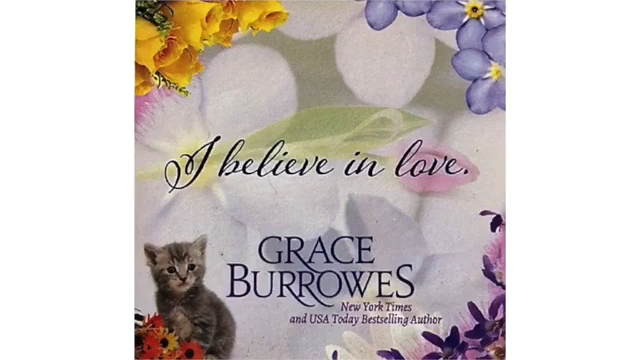 I believe in love.
GRACE
BURROWES
New York Times
and USA Today Bestselling Author